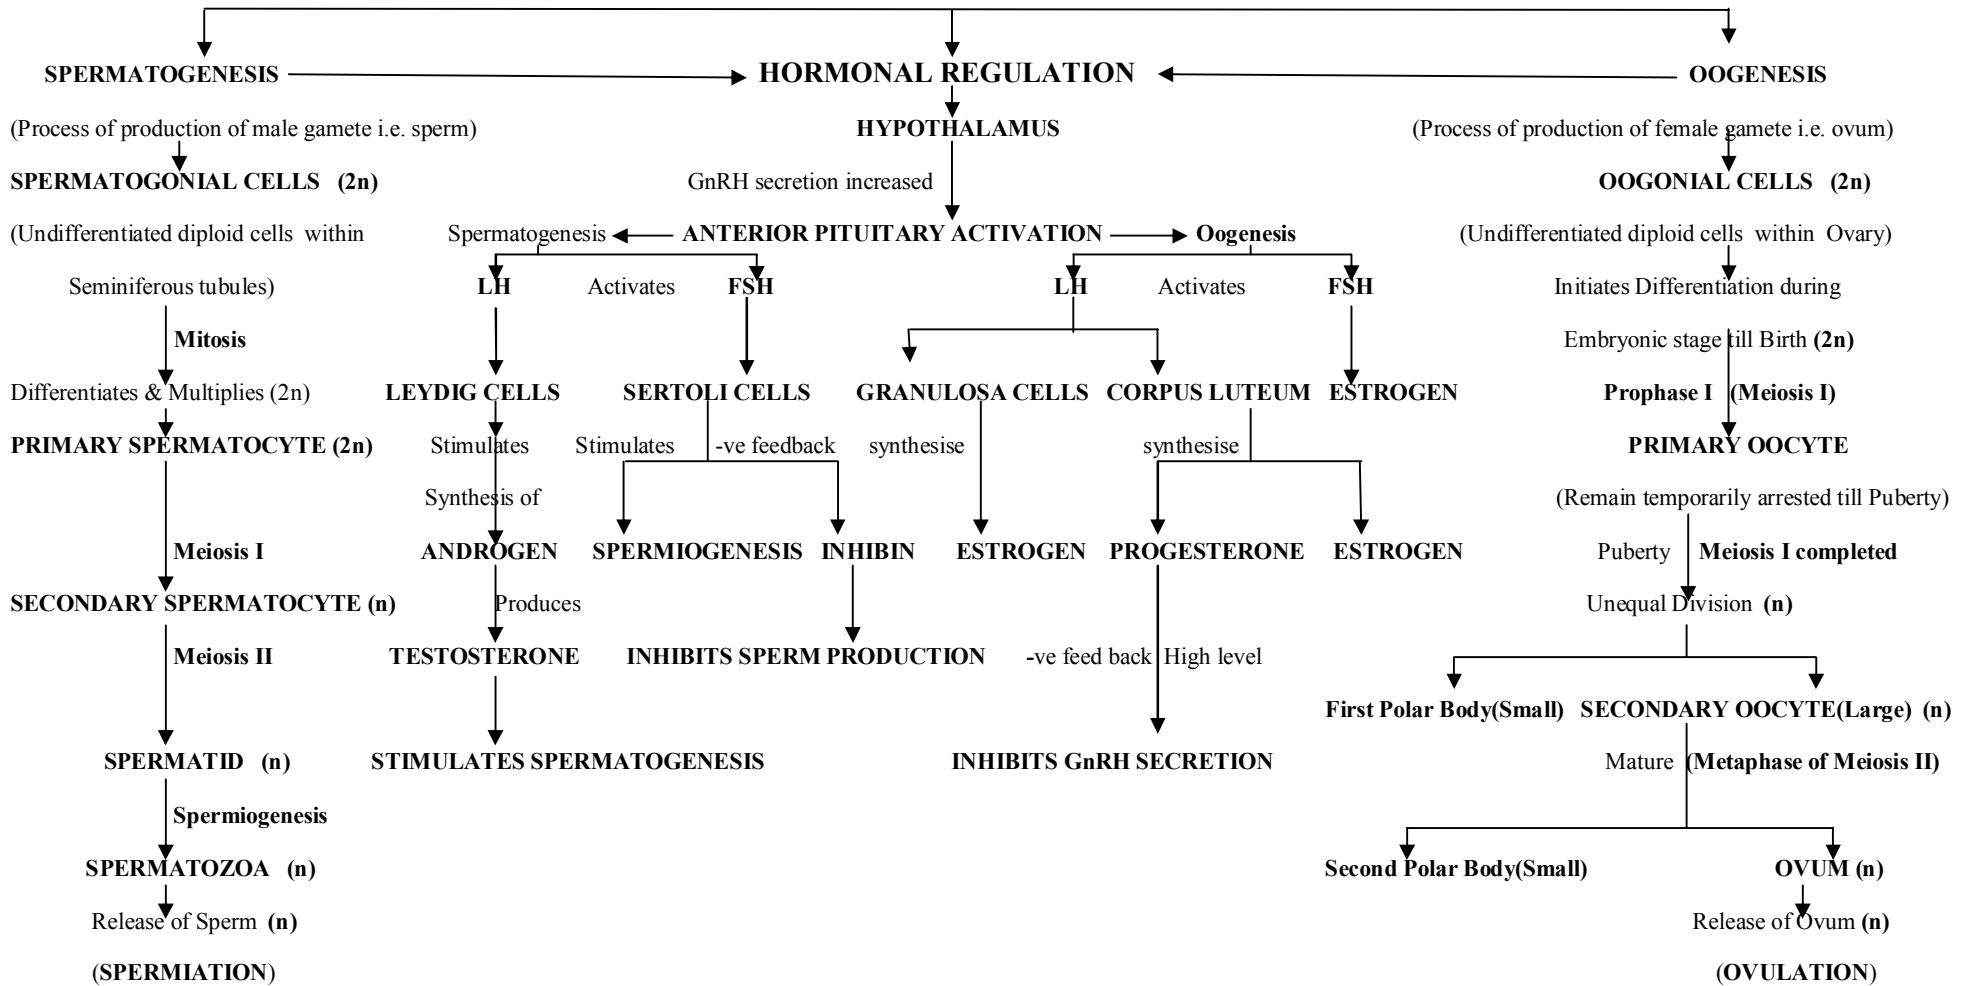 SPERMATOGENESIS HORMONAL REGULATION OOGENESIS
(Process of production of male gamete i.e. sperm) HYPOTHALAMUS (Process of production of female gamete i.e. ovum)
SPERMATOGONIAL CELLS (2n) GnRH secretion increased OOGONIAL CELLS (2n)
(Undifferentiated diploid cells within Spermatogenesis ANTERIOR PITUITARY ACTIVATION Oogenesis (Undifferentiated diploid cells within Ovary)
Seminiferous tubules) LH Activates FSH LH Activates FSH Initiates Differentiation during
Mitosis Embryonic stage till Birth (2n)
Differentiates & Multiplies (2n) LEYDIG CELLS SERTOLI CELLS GRANULOSA CELLS CORPUS LUTEUM ESTROGEN Prophase I (Meiosis I)
PRIMARY SPERMATOCYTE (2n) Stimulates Stimulates -ve feedback synthesise synthesise PRIMARY OOCYTE
Synthesis of (Remain temporarily arrested till Puberty)
Meiosis I ANDROGEN SPERMIOGENESIS INHIBIN ESTROGEN PROGESTERONE ESTROGEN Puberty Meiosis I completed
SECONDARY SPERMATOCYTE (n) Produces Unequal Division (n)
Meiosis II TESTOSTERONE INHIBITS SPERM PRODUCTION -ve feed back High level
First Polar Body(Small) SECONDARY OOCYTE(Large) (n)
SPERMATID (n) STIMULATES SPERMATOGENESIS INHIBITS GnRH SECRETION Mature (Metaphase of Meiosis II)
Spermiogenesis
SPERMATOZOA (n) Second Polar Body(Small) OVUM (n)
Release of Sperm (n) Release of Ovum (n)
(SPERMIATION) (OVULATION)